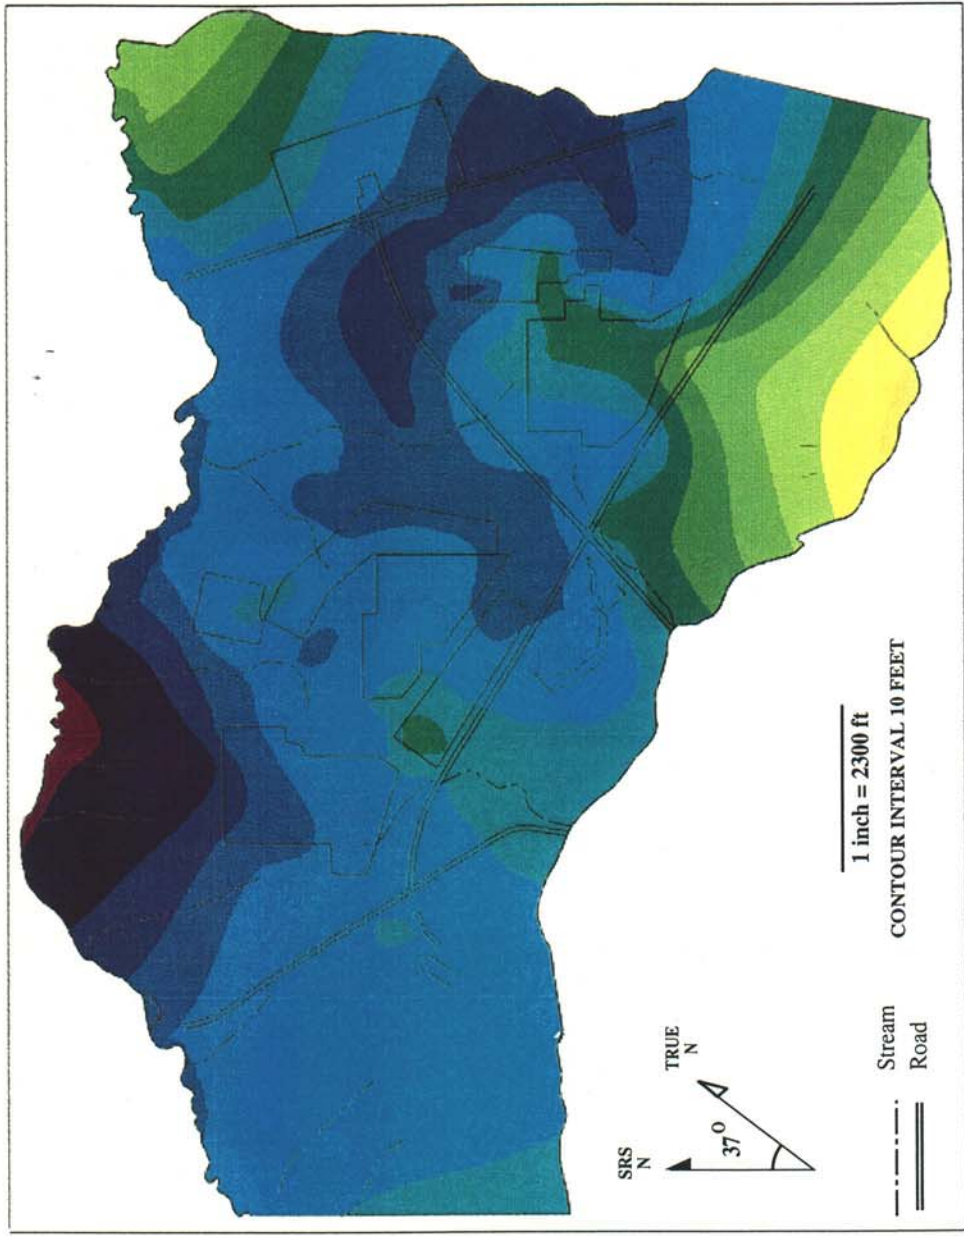 1 inch = 2300 ft
CONTOUR INTERVAL 10 FEET
SRS
N
TRUE
N
37°
Stream
Road